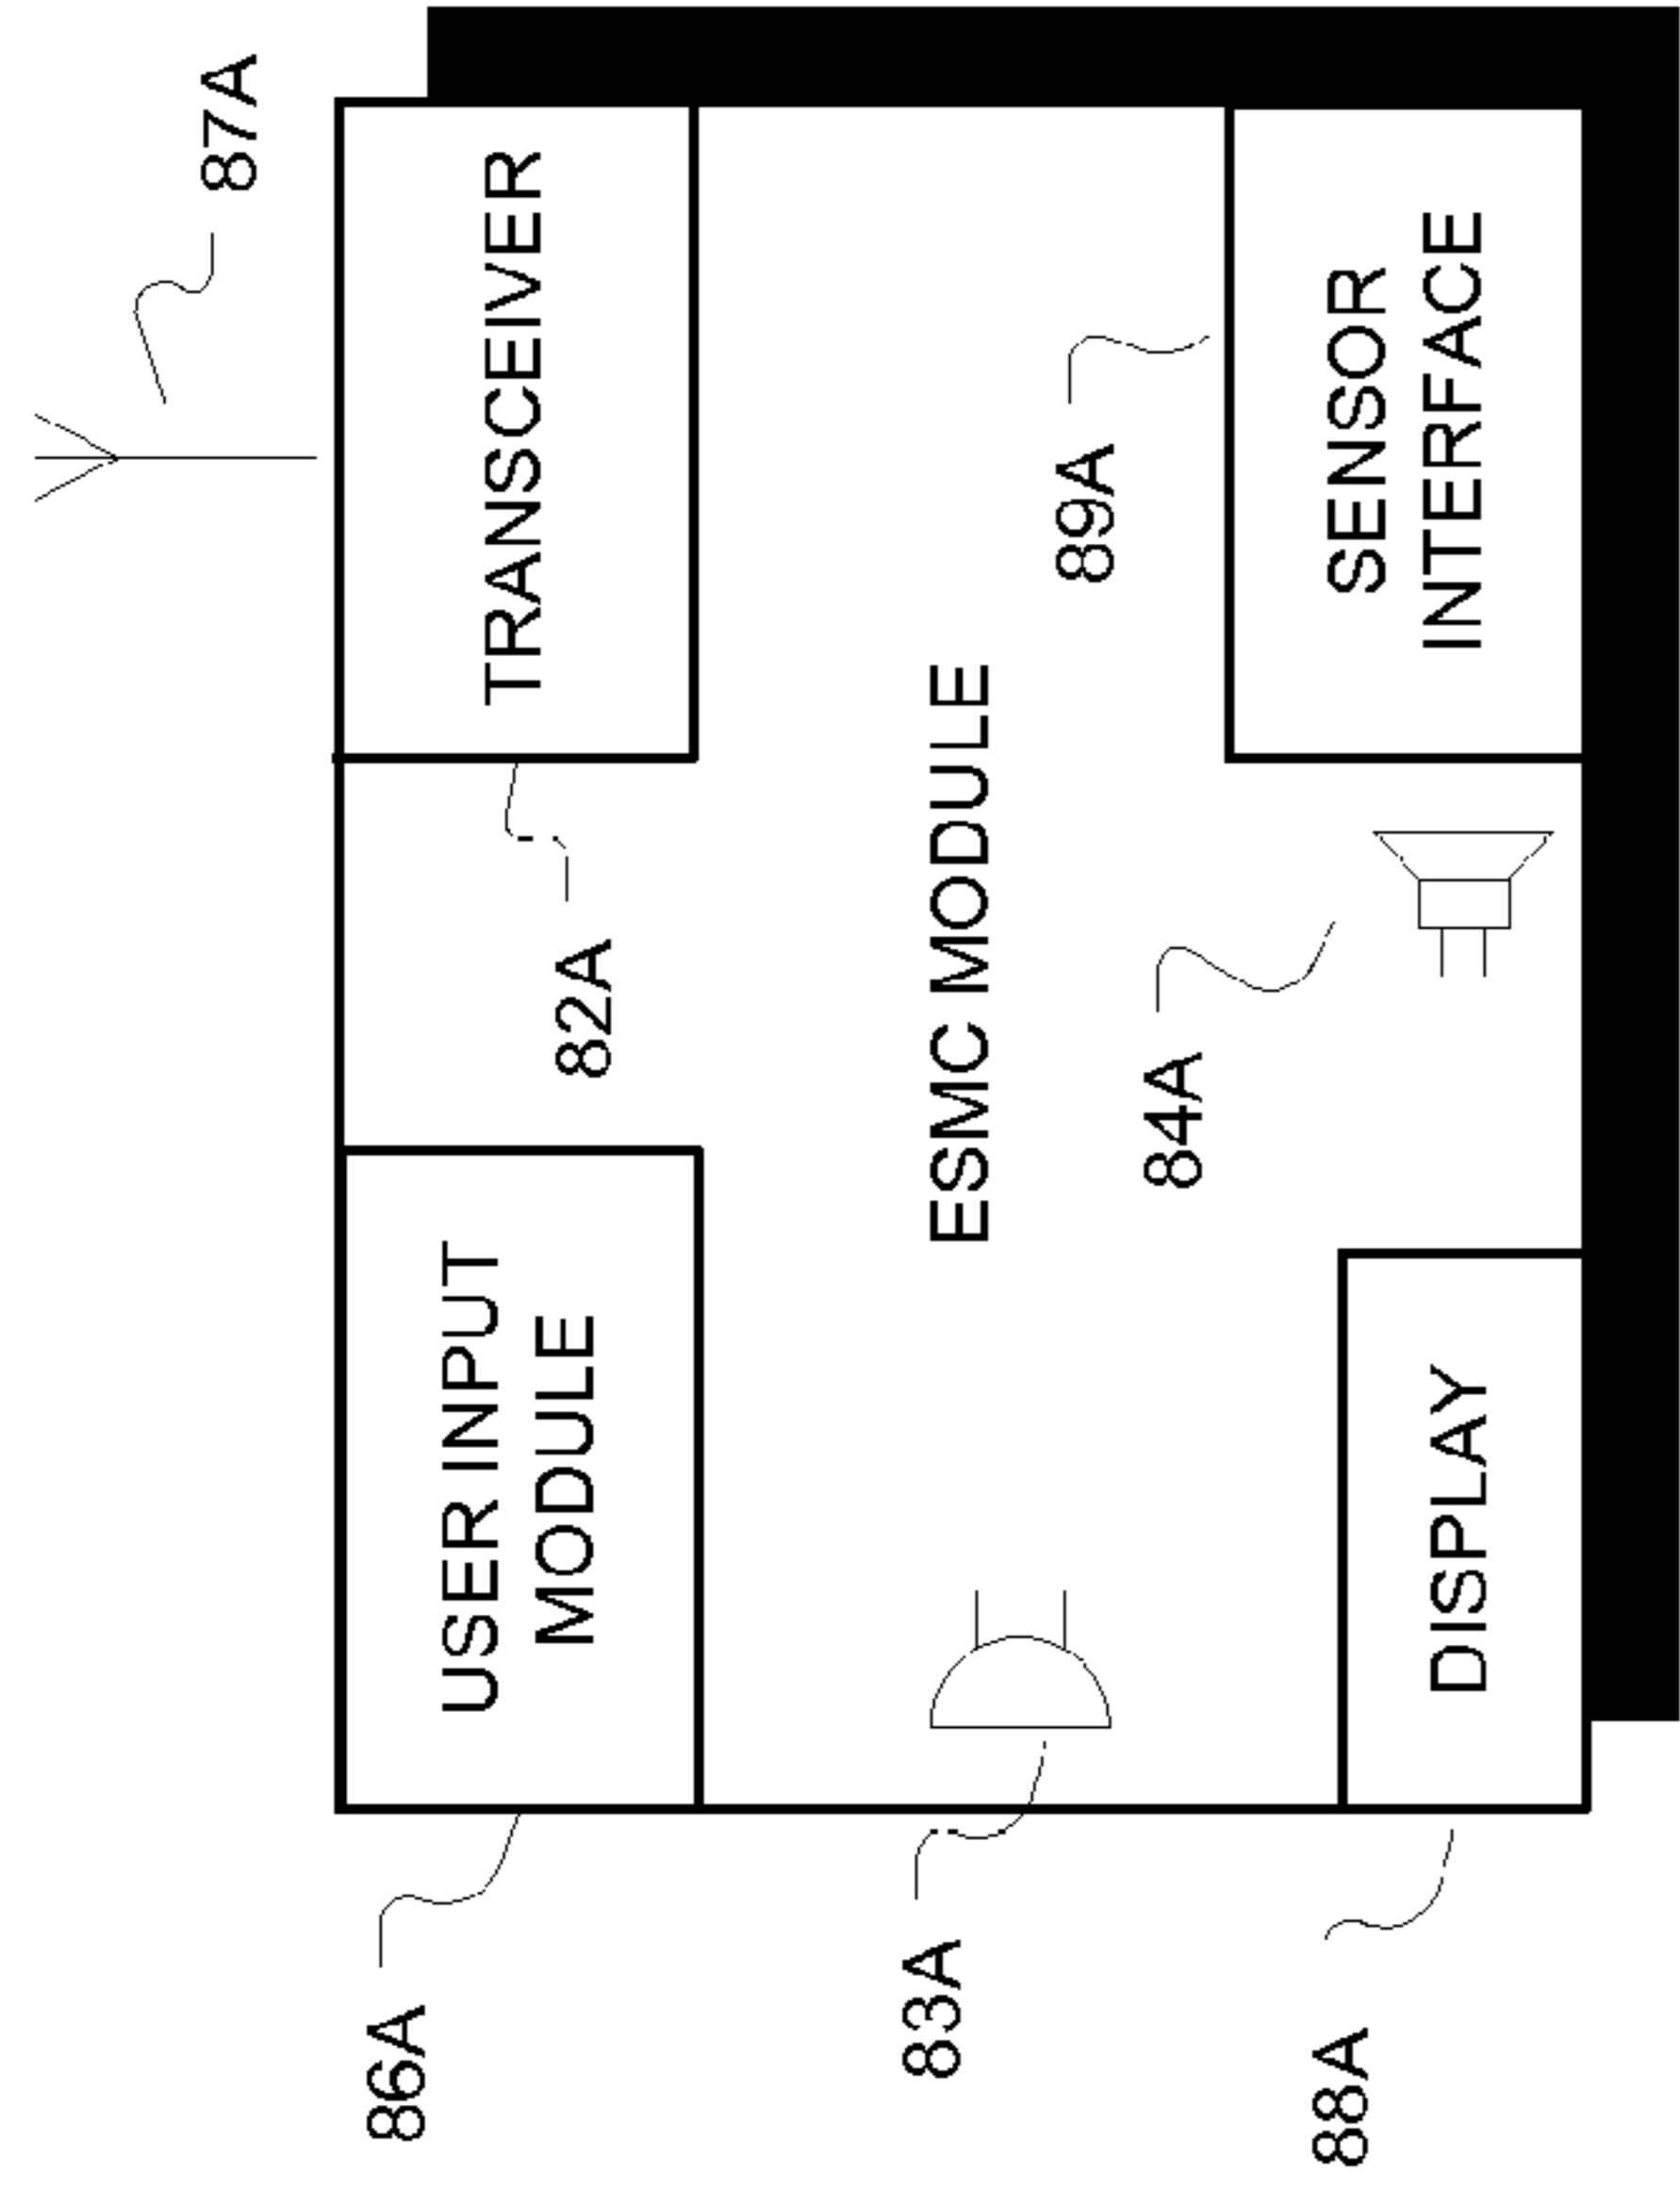 87A
USER INPUT
MODULE
TRANSCEIVER
86A
82A
ESMC MODULE
83A
89A
84A
DISPLAY
SENSOR
INTERFACE
88A